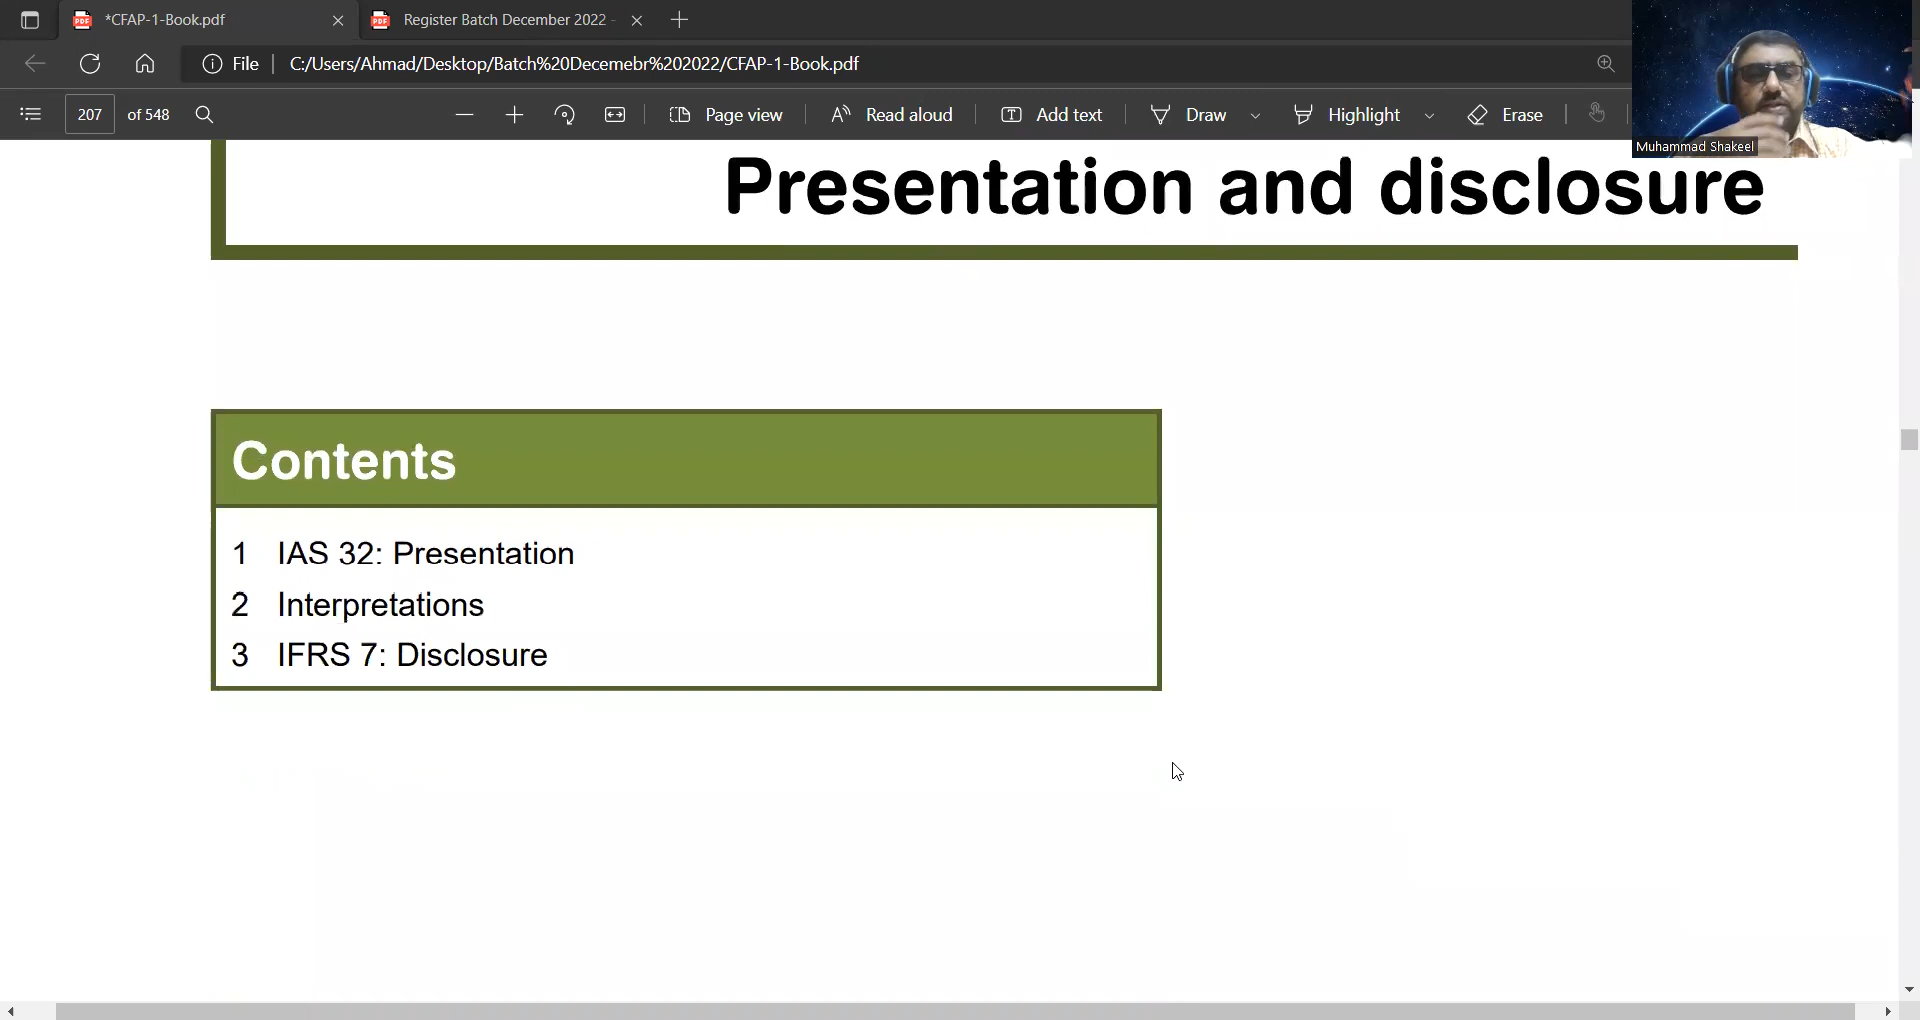 *CFAP-1-Book.pdf
Register Batch December 2022 -
File
C:/Users/Ahmad/Desktop/Batch%20Decemebr%202022/CFAP-1-Book.pdf
207 of 548
Page view
Read aloud
Add text
Draw
Highlight
Erase
Muhammad Shakeel
Presentation and disclosure
Contents
1 IAS 32: Presentation
2 Interpretations
3 IFRS 7: Disclosure